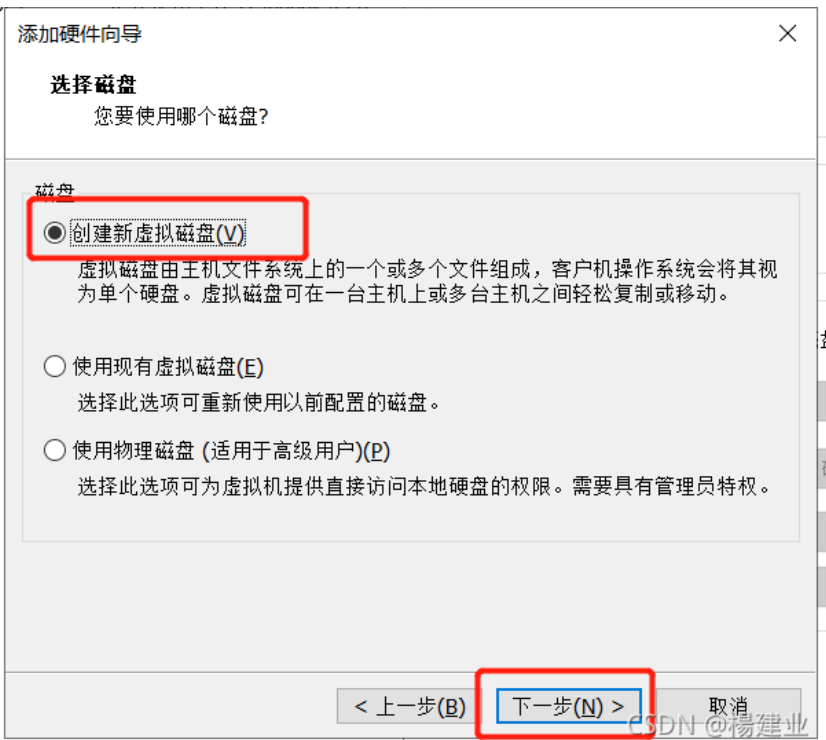 添加硬件向导
选择磁盘
您要使用哪个磁盘?
磁盘
创建新虚拟磁盘(V)
虚拟磁盘由主机文件系统上的一个或多个文件组成，客户机操作系统会将其视
为单个硬盘。虚拟磁盘可在一台主机上或多台主机之间轻松复制或移动。
使用现有虚拟磁盘(E)
选择此选项可重新使用以前配置的磁盘。
使用物理磁盘 (适用于高级用户)(P)
选择此选项可为虚拟机提供直接访问本地硬盘的权限。需要具有管理员特权。
< 上一步(B) 下一步(N) > 取消
CSDN @楊建业